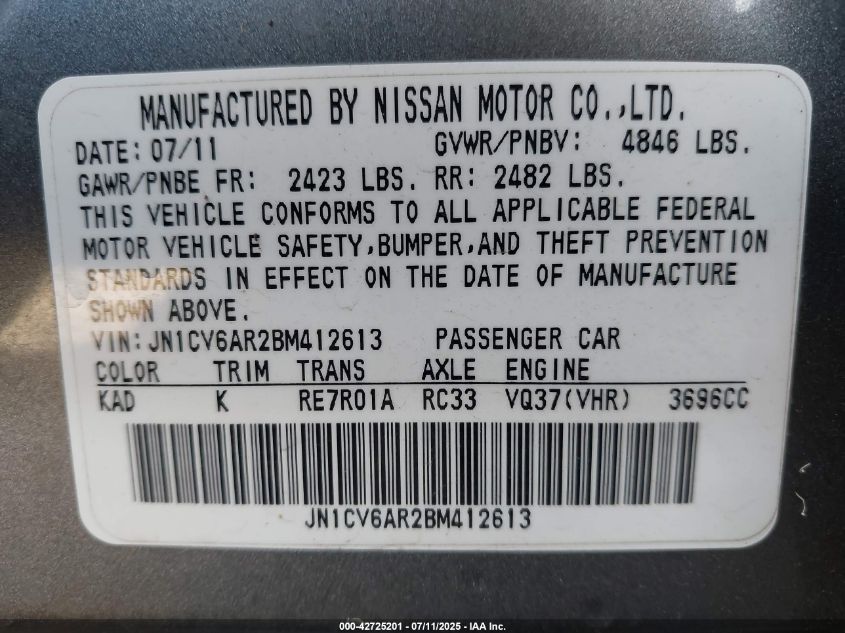 MANUFACTURED BY NISSAN MOTOR CO.,LTD.
DATE: 07/11 GVWR/PNBV: 4846 LBS.
GAWR/PNBE FR: 2423 LBS. RR: 2482 LBS.
THIS VEHICLE CONFORMS TO ALL APPLICABLE FEDERAL
MOTOR VEHICLE SAFETY,BUMPER,AND THEFT PREVENTION
STANDARDS IN EFFECT ON THE DATE OF MANUFACTURE
SHOWN ABOVE.
VIN:JN1CV6AR2BM412613 PASSENGER CAR
COLOR TRIM TRANS AXLE ENGINE
KAD K RE7R01A RC33 VQ37(VHR) 3696CC
JN1CV6AR2BM412613
000-42725201 - 07/11/2025 - IAA Inc.